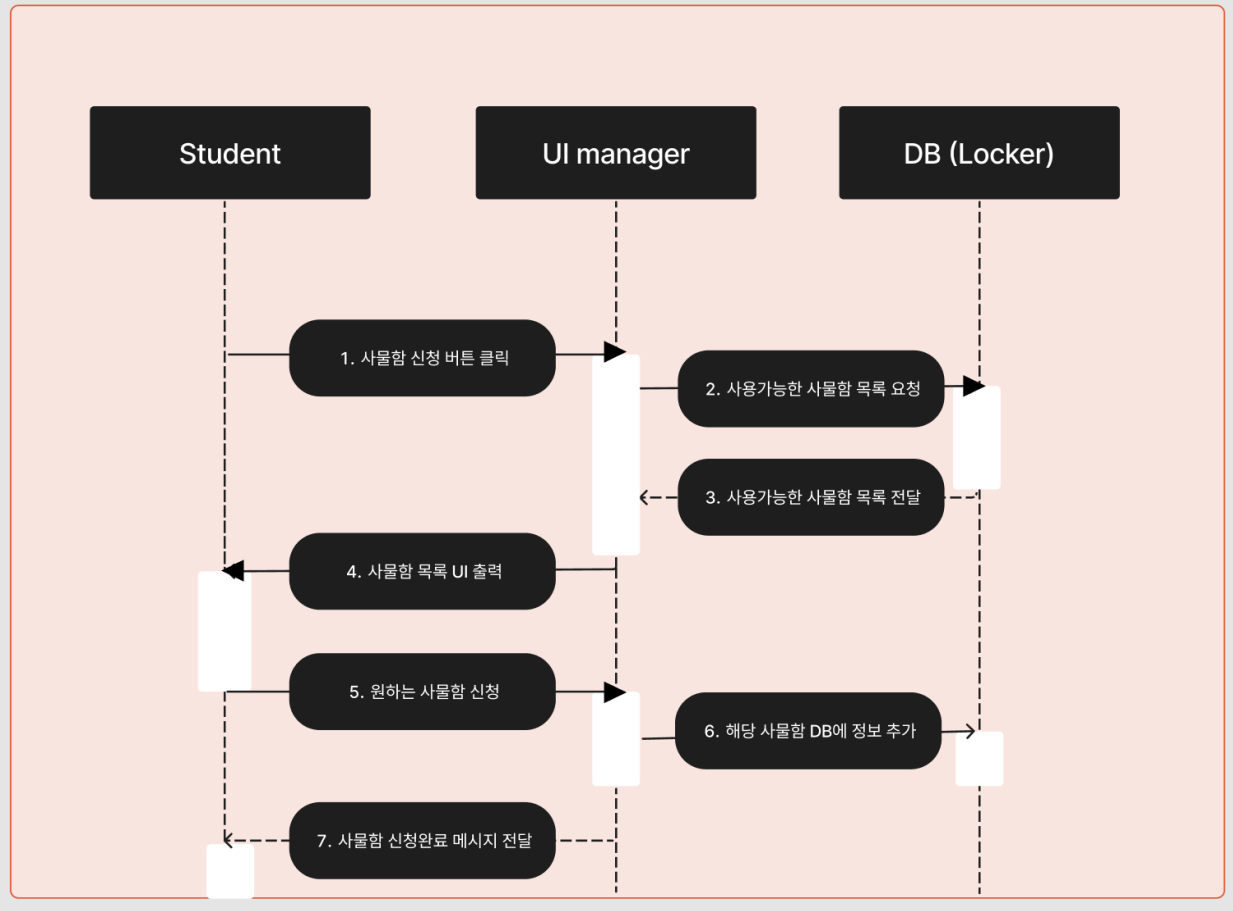 Student
UI manager
DB (Locker)
1. 사물함 신청 버튼 클릭
2. 사용가능한 사물함 목록 요청
3. 사용가능한 사물함 목록 전달
4. 사물함 목록 UI 출력
5. 원하는 사물함 신청
6. 해당 사물함 DB에 정보 추가
7. 사물함 신청완료 메시지 전달